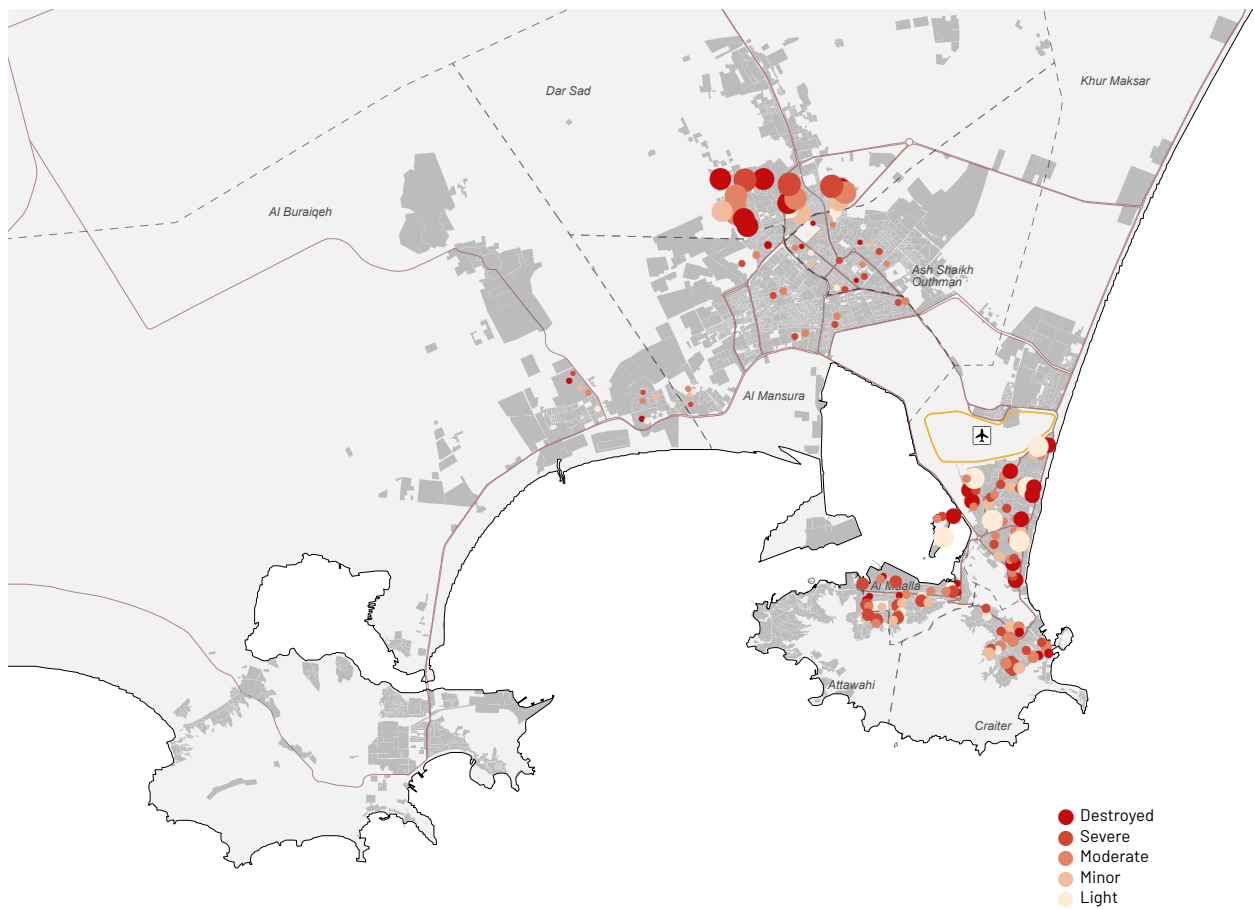 Khur Maksar
Dar Sad
Al Buraiqeh
Ash Shaikh
Outhman
Al Mansura
Al Mualla
Attawahi
Craiter
Destroyed
Severe
Moderate
Minor
Light